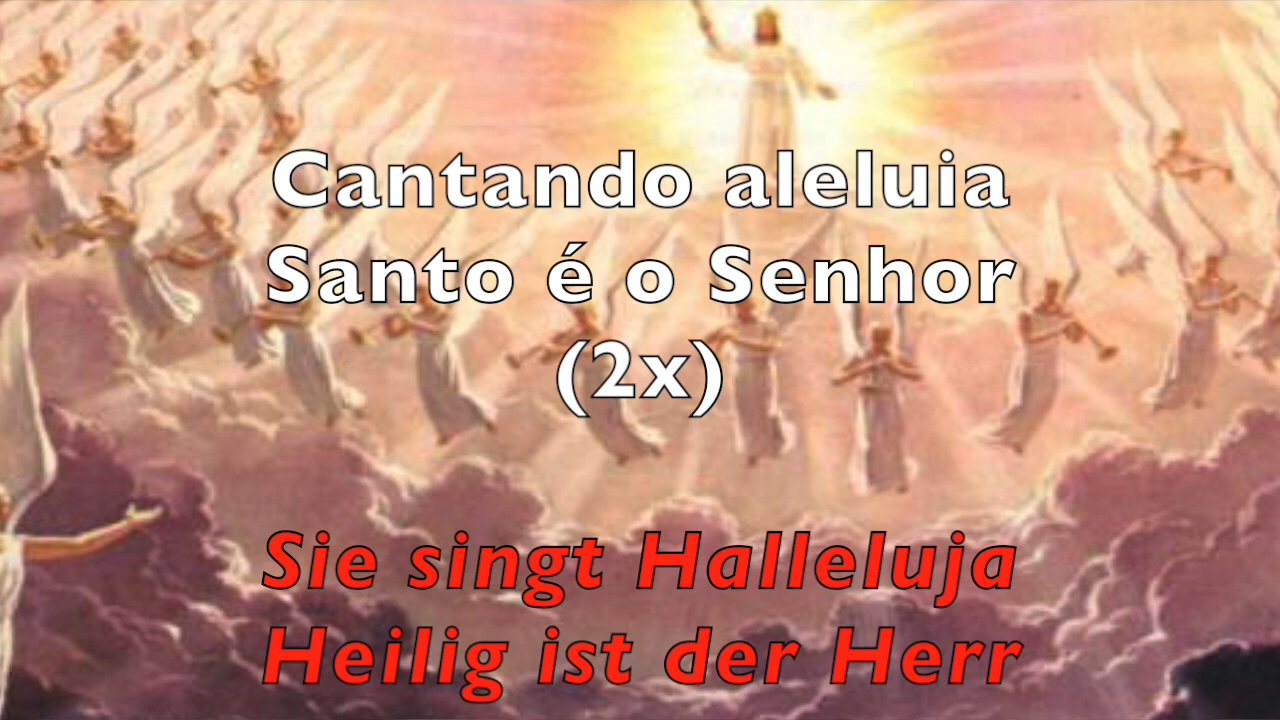 Cantando aleluia
Santo é o Senhor
(2x)
Sie singt Halleluja
Heilig ist der Herr